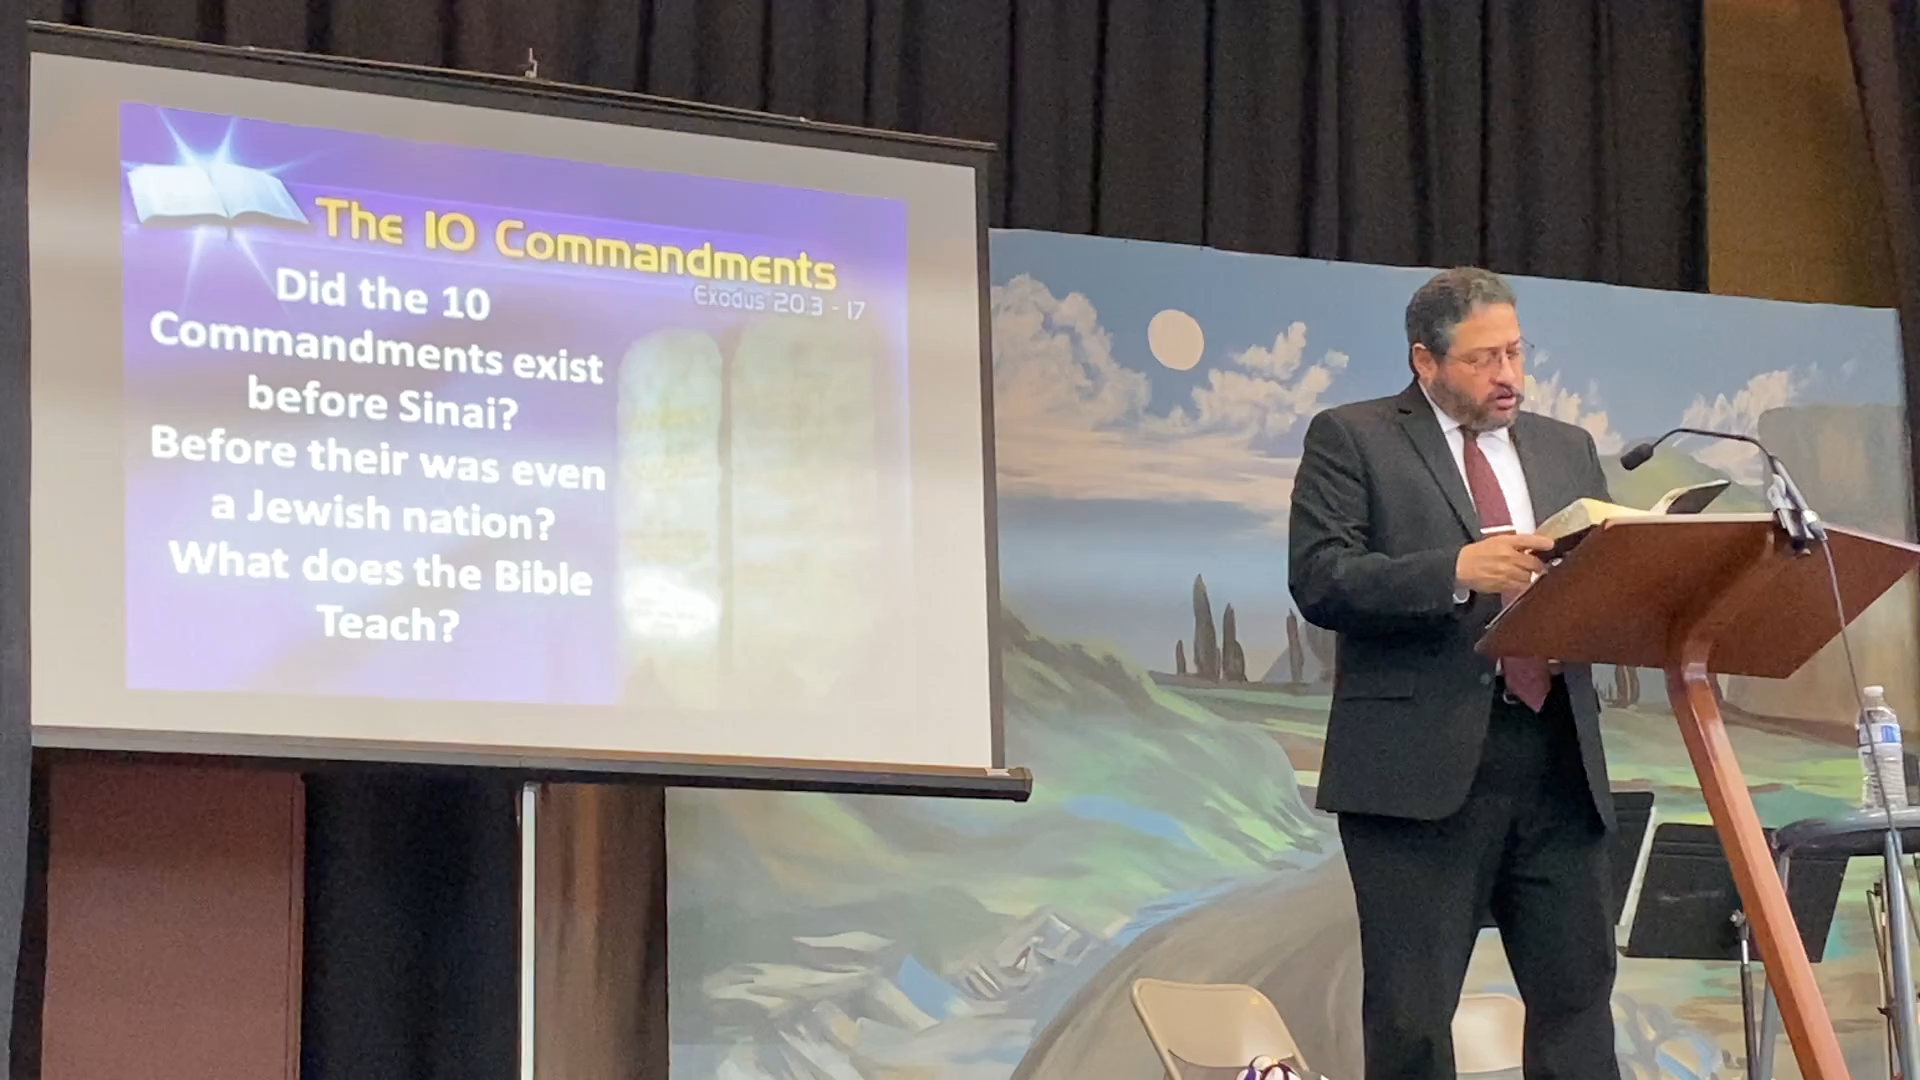 The 10 Commandments
Exodus 20:3 - 17
Did the 10
Commandments exist
before Sinai?
Before their was even
a Jewish nation?
What does the Bible
Teach?